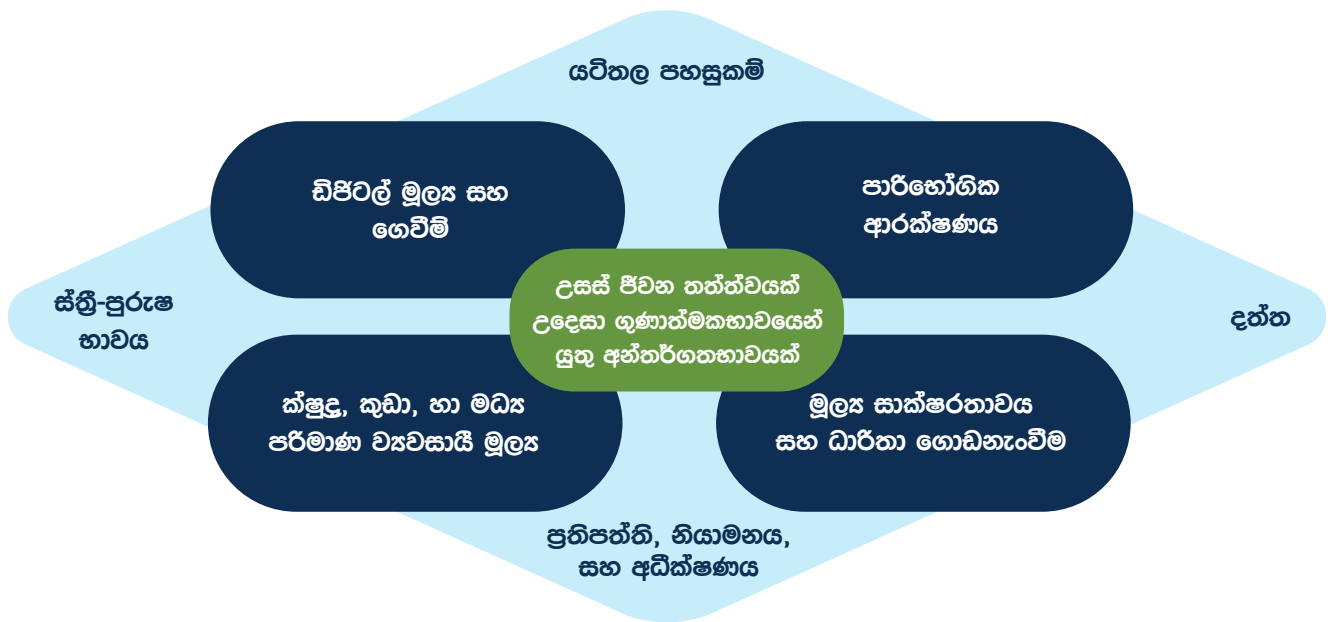 යටිතල පහසුකම්
ඩිජිටල් මූල්‍ය සහ
ගෙවීම්
පාරිභෝගික
ආරක්ෂණය
ස්ත්‍රී-පුරුෂ
භාවය
උසස් ජීවන තත්ත්වයක්
උදෙසා ගුණාත්මකභාවයෙන්
යුතු අන්තර්ගතභාවයක්
දත්ත
ක්ෂුද්‍ර, කුඩා, හා මධ්‍ය
පරිමාණ ව්‍යවසායී මූල්‍ය
මූල්‍ය සාක්ෂරතාවය
සහ ධාරිතා ගොඩනැංවීම
ප්‍රතිපත්ති, නියාමනය,
සහ අධීක්ෂණය